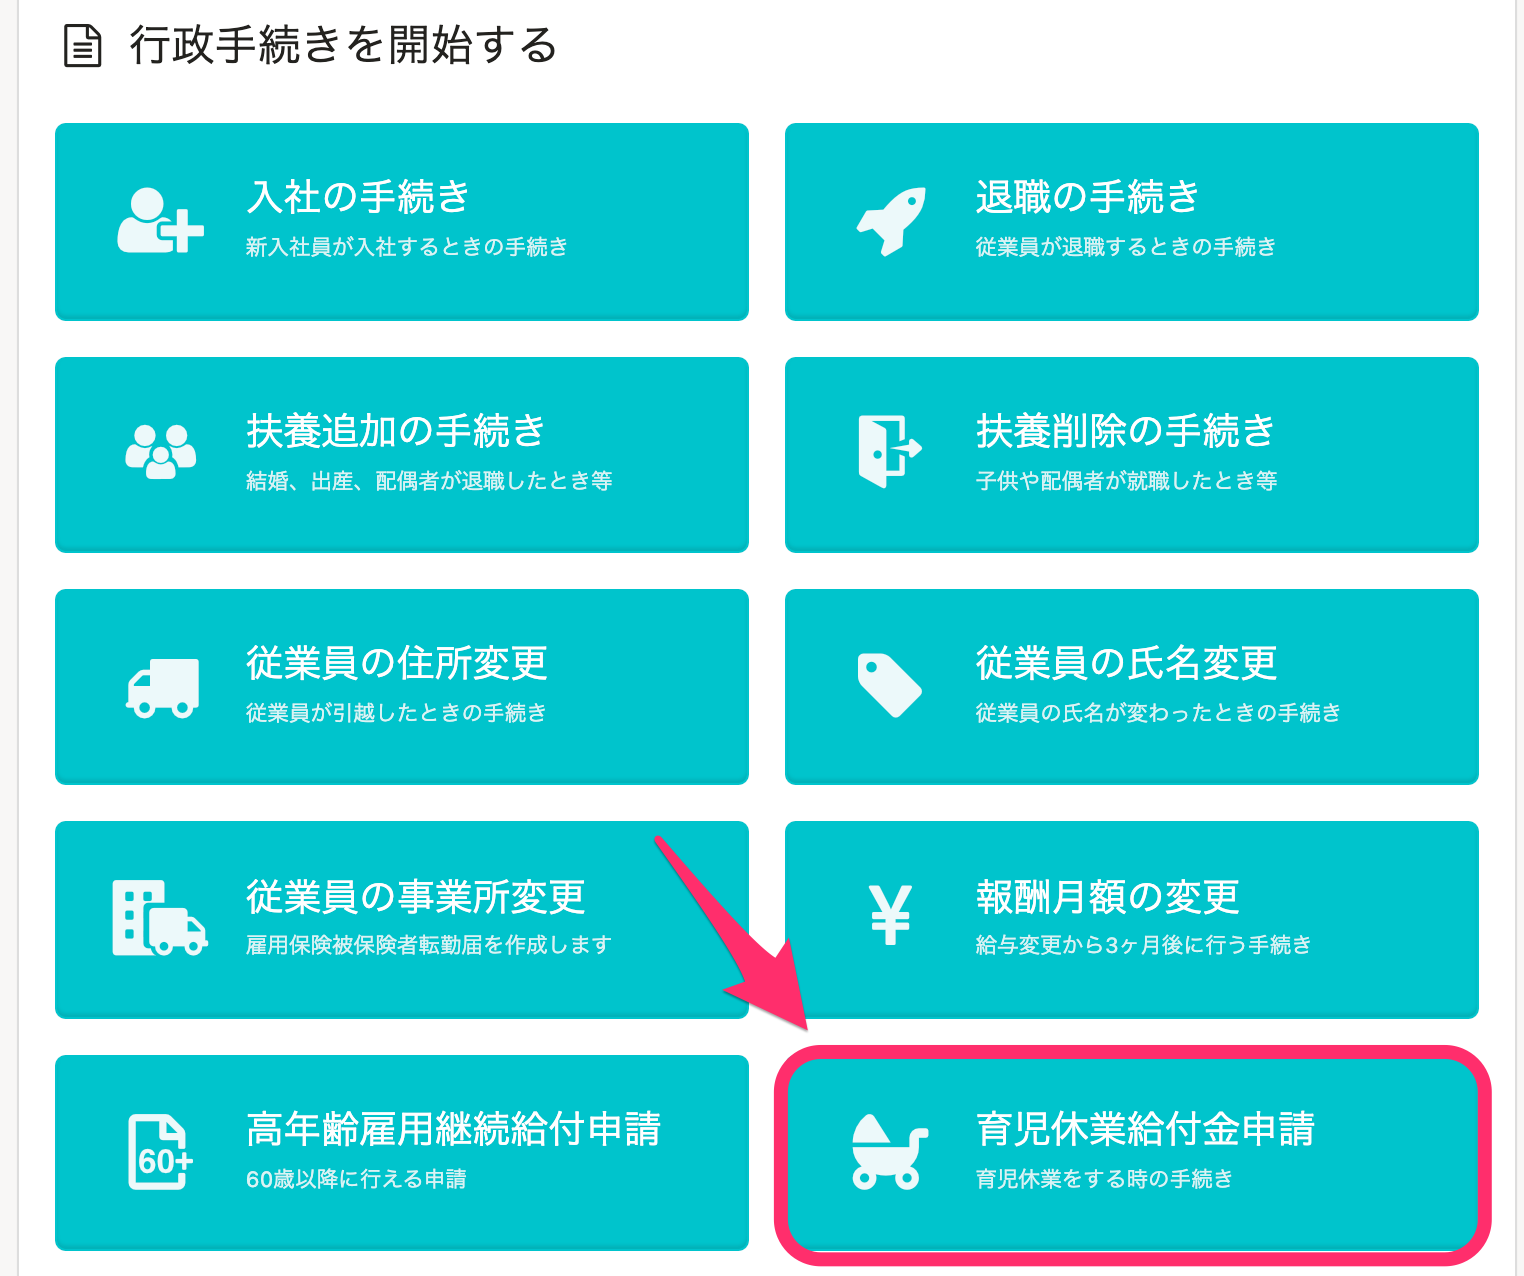 行政手続きを開始する
入社の手続き
新入社員が入社するときの手続き
退職の手続き
従業員が退職するときの手続き
扶養追加の手続き
結婚、出産、配偶者が退職したとき等
扶養削除の手続き
子供や配偶者が就職したとき等
従業員の住所変更
従業員が引越したときの手続き
従業員の氏名変更
従業員の氏名が変わったときの手続き
従業員の事業所変更
雇用保険被保険者転勤届を作成します
¥
報酬月額の変更
給与変更から3ヶ月後に行う手続き
60+
高年齢雇用継続給付申請
60歳以降に行える申請
育児休業給付金申請
育児休業をする時の手続き